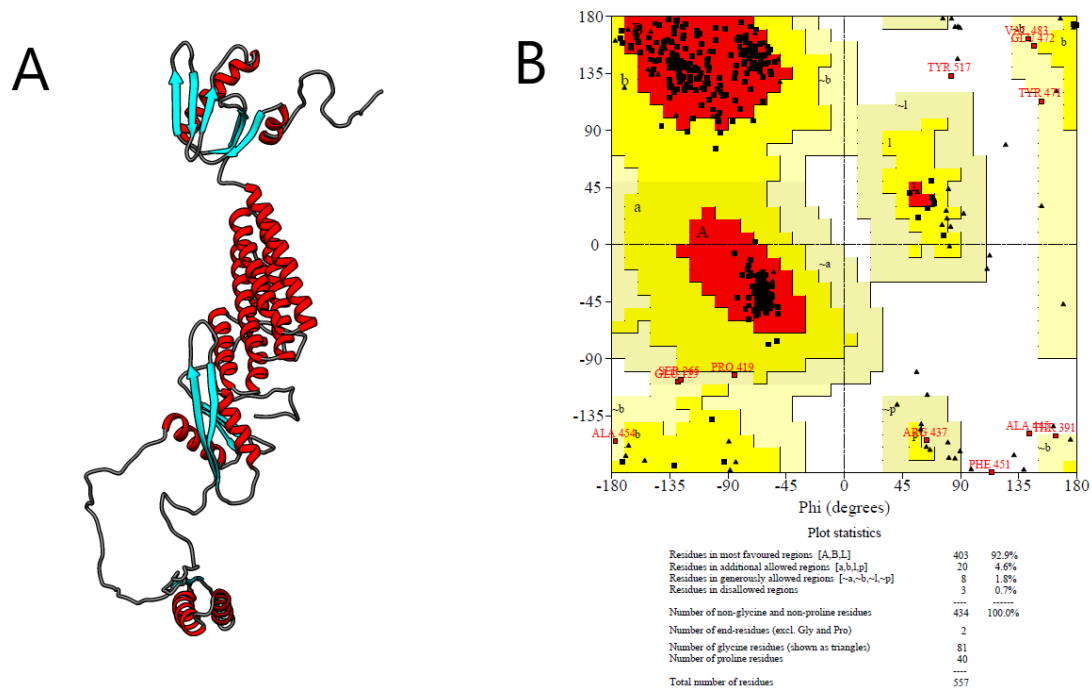 A
B
180
135
90
45
0
-45
-90
-135
-180
-135
-90
-45
0
45
90
135
180
B
A
b
a
l
~b
~l
~a
~p
~b
b
~b
b
~b
VAL 483
TYR 517
TYR 471
PRO 419
ALA 454
ARG 437
PHE 451
Phi (degrees)
Plot statistics
Residues in most favoured regions [A,B,L] 403 92.9%
Residues in additional allowed regions [a,b,l,p] 20 4.6%
Residues in generously allowed regions [~a,~b,~l,~p] 8 1.8%
Residues in disallowed regions 3 0.7%
---- ------
Number of non-glycine and non-proline residues 434 100.0%
Number of end-residues (excl. Gly and Pro) 2
Number of glycine residues (shown as triangles) 81
Number of proline residues 40
----
Total number of residues 557